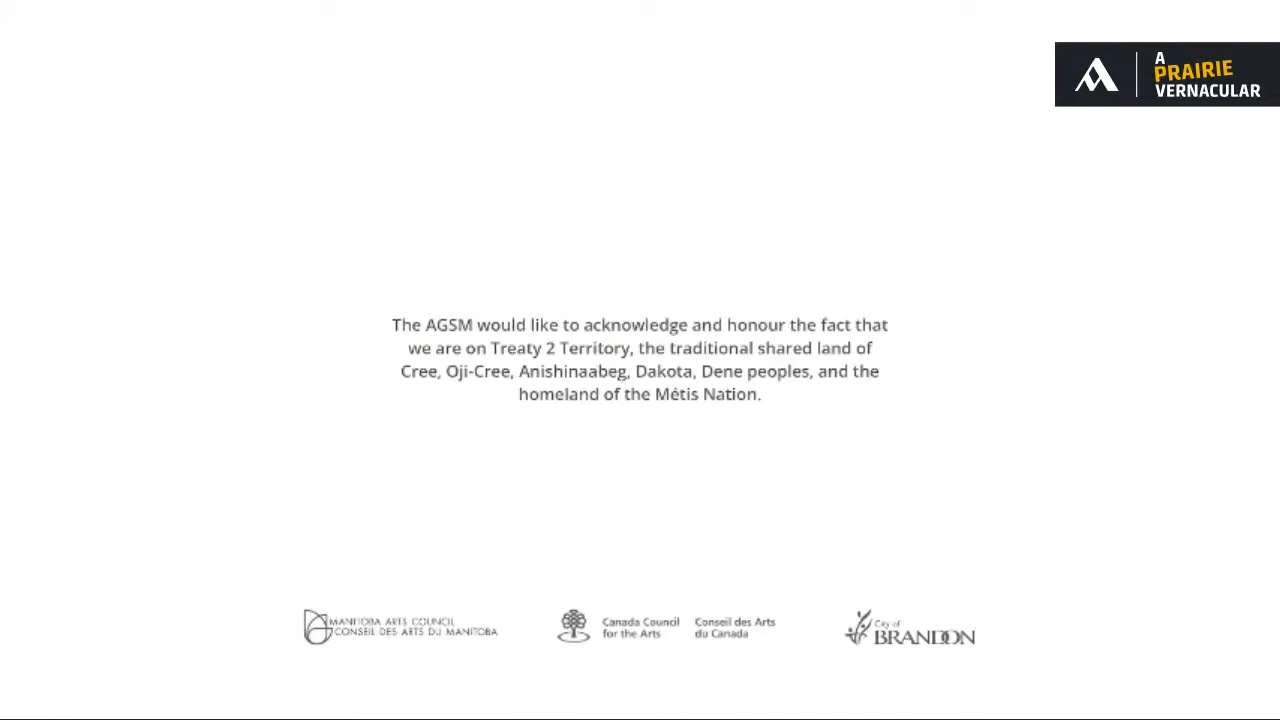 A
PRAIRIE
VERNACULAR
The AGSM would like to acknowledge and honour the fact that
we are on Treaty 2 Territory, the traditional shared land of
Cree, Oji-Cree, Anishinaabeg, Dakota, Dene peoples, and the
homeland of the Métis Nation.
MANITOBA ARTS COUNCIL
CONSEIL DES ARTS DU MANITOBA
Canada Council
for the Arts
Conseil des Arts
du Canada
City of
BRANDON